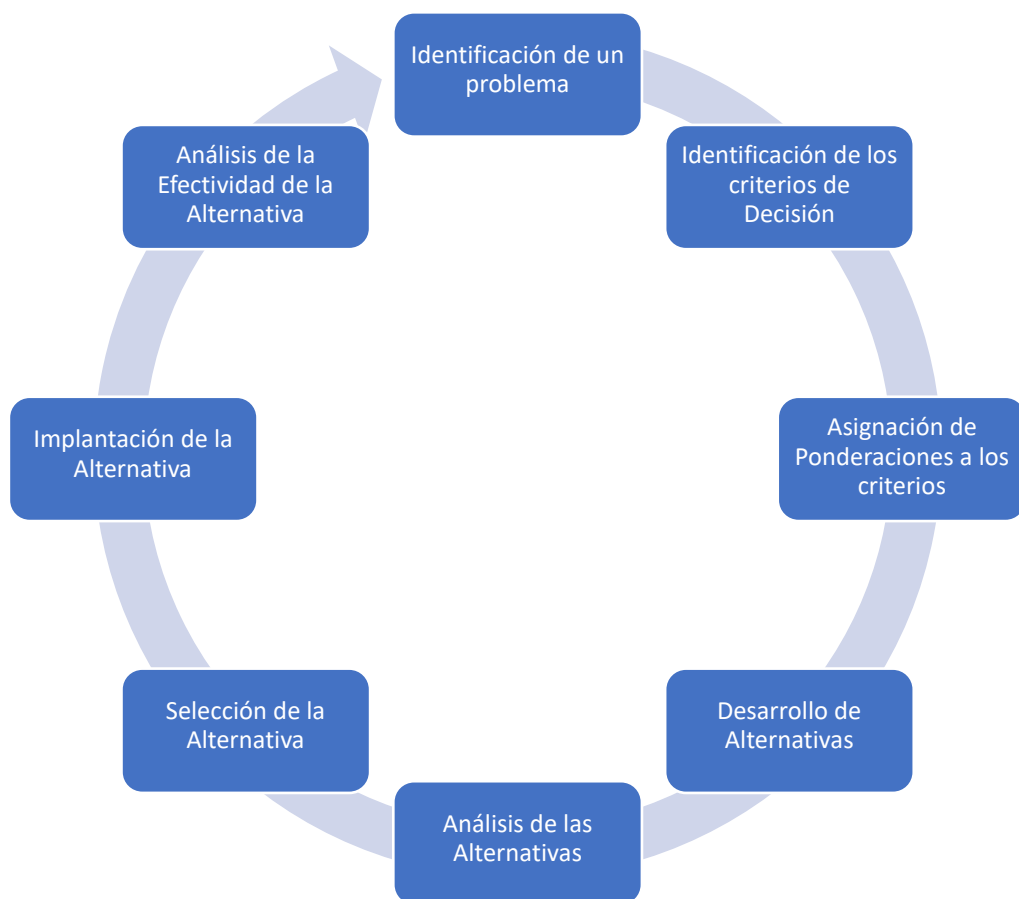 Identificación de un
problema
Identificación de los
criterios de
Decisión
Asignación de
Ponderaciones a los
criterios
Desarrollo de
Alternativas
Análisis de las
Alternativas
Selección de la
Alternativa
Implantación de la
Alternativa
Análisis de la
Efectividad de la
Alternativa